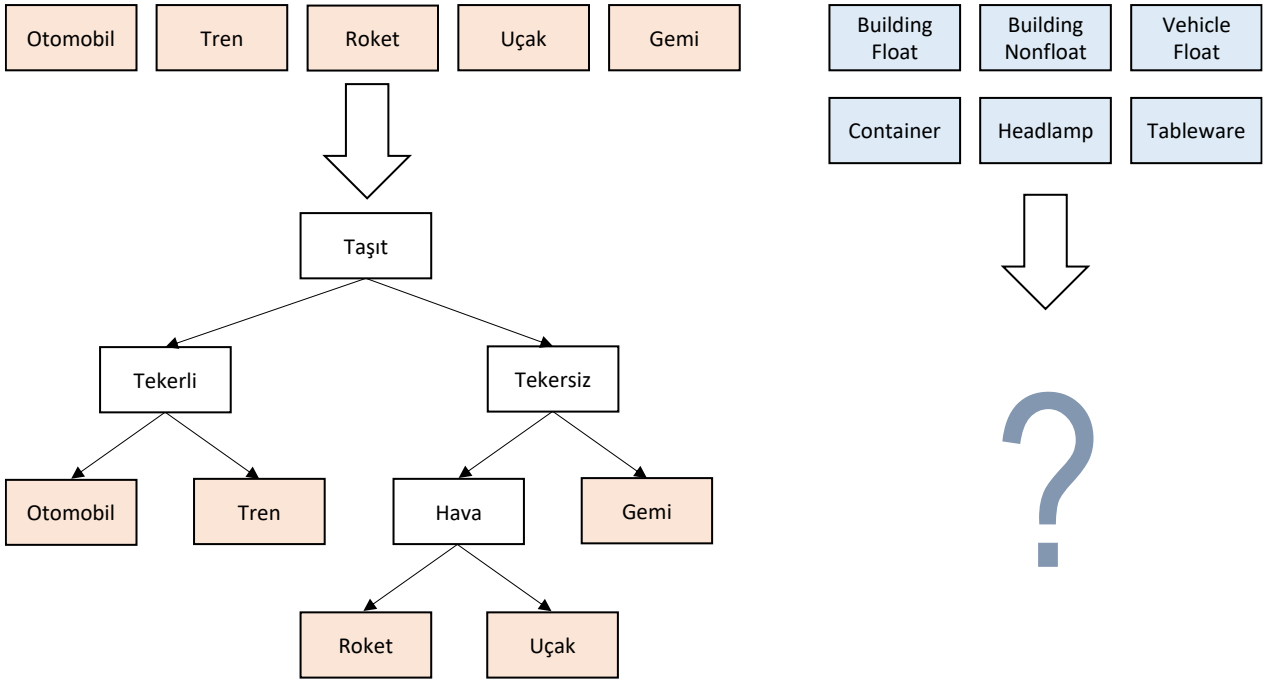 Otomobil
Tren
Roket
Uçak
Gemi
Taşıt
Tekerli
Tekersiz
Otomobil
Tren
Hava
Gemi
Roket
Uçak
Building
Float
Building
Nonfloat
Vehicle
Float
Container
Headlamp
Tableware
?